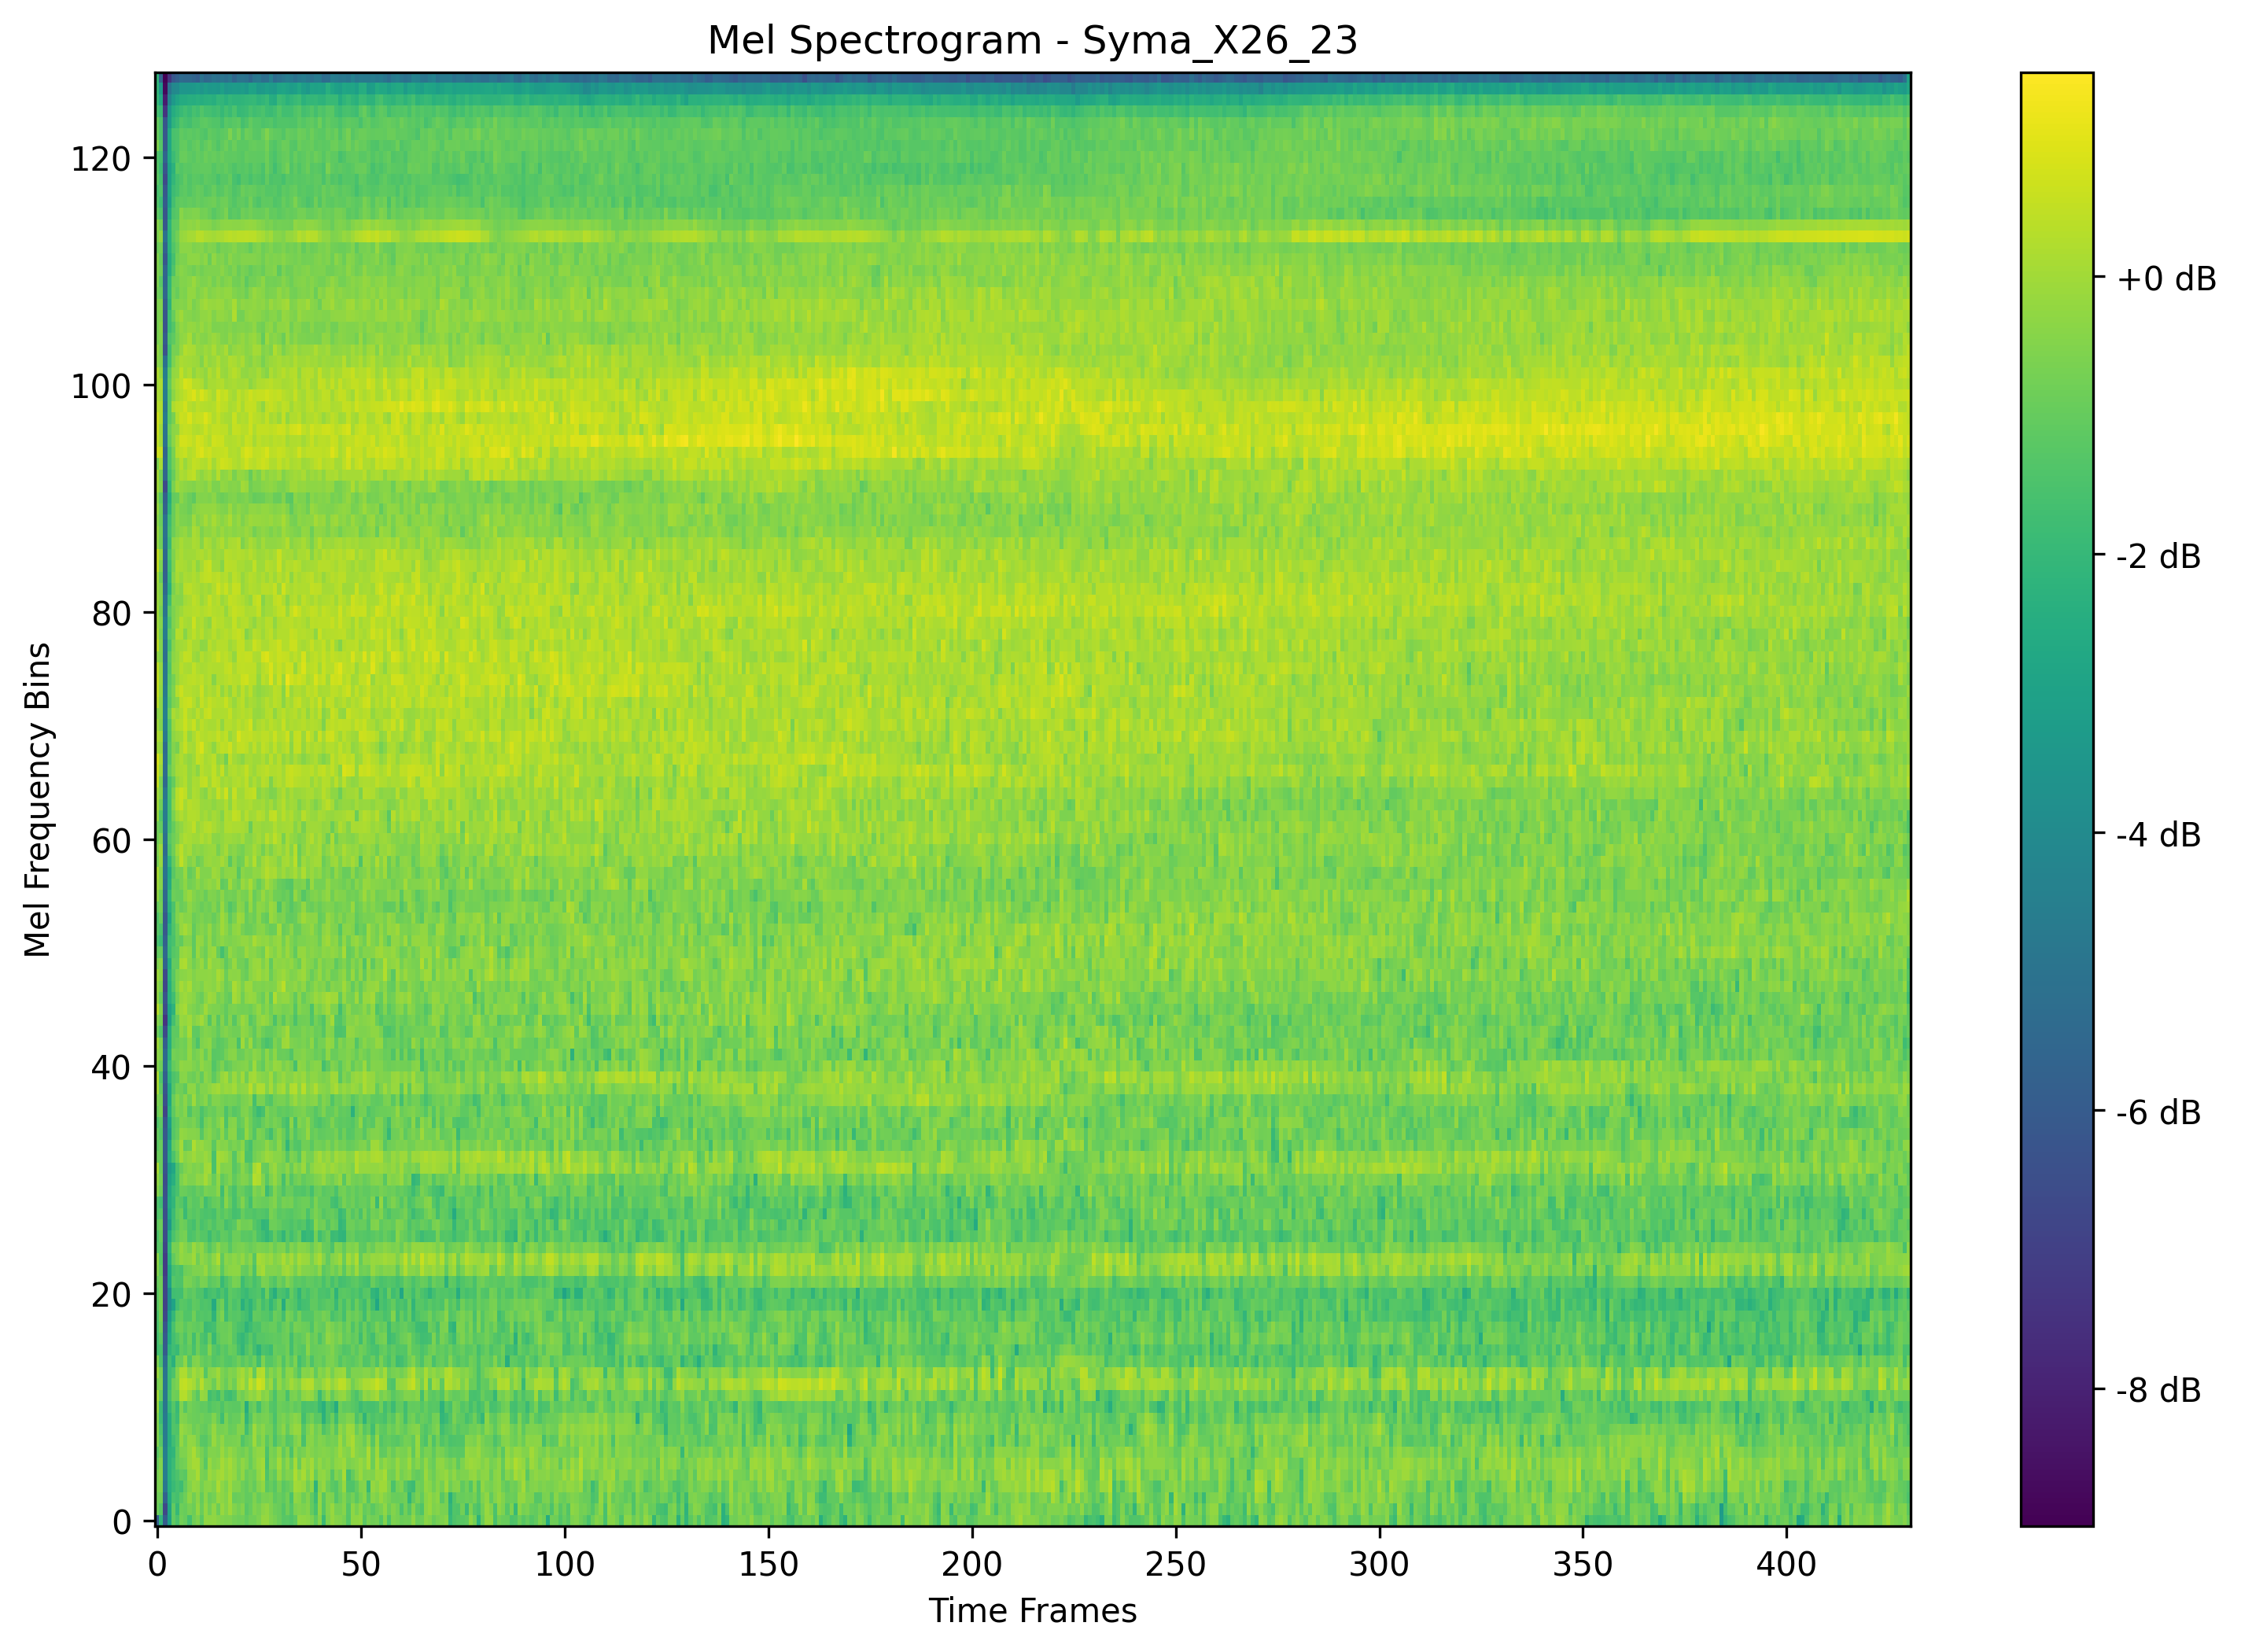 Mel Spectrogram - Syma_X26_23
Mel Frequency Bins
120
100
80
60
40
20
0
0 50 100 150 200 250 300 350 400
Time Frames
+0 dB
-2 dB
-4 dB
-6 dB
-8 dB